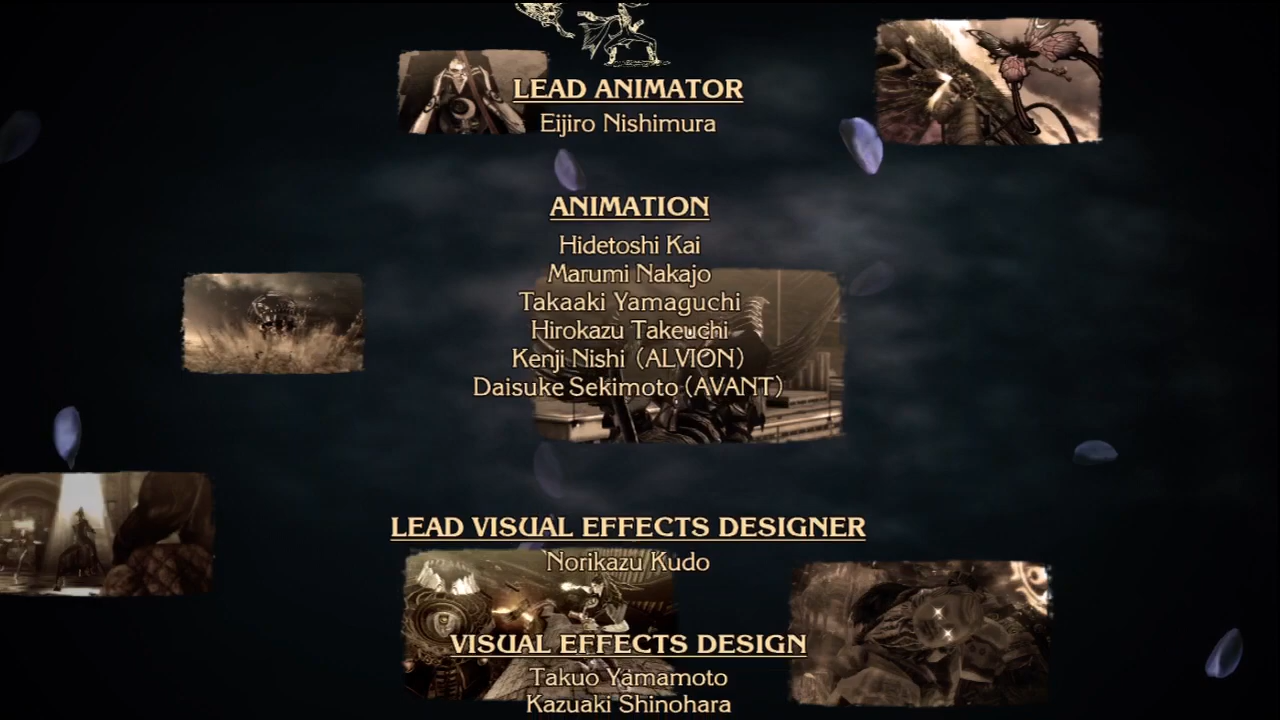 LEAD ANIMATOR
Eijiro Nishimura
ANIMATION
Hidetoshi Kai
Marumi Nakajo
Takaaki Yamaguchi
Hirokazu Takeuchi
Kenji Nishi (ALVION)
Daisuke Sekimoto (AVANT)
LEAD VISUAL EFFECTS DESIGNER
Norikazu Kudo
VISUAL EFFECTS DESIGN
Takuo Yamamoto
Kazuaki Shinohara